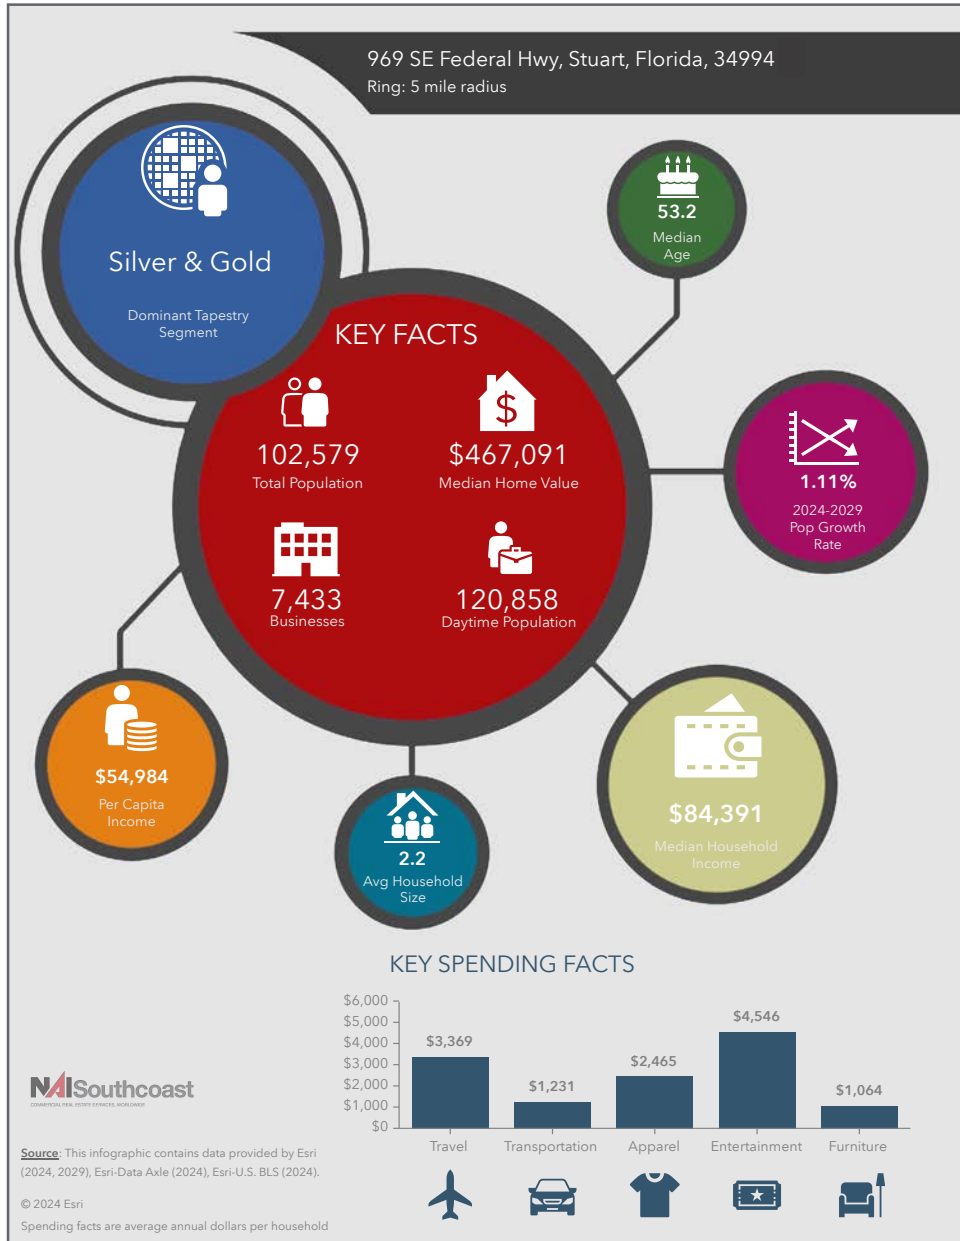 969 SE Federal Hwy, Stuart, Florida, 34994
Ring: 5 mile radius
Silver & Gold
Dominant Tapestry
Segment
53.2
Median
Age
KEY FACTS
102,579
Total Population
$
$467,091
Median Home Value
7,433
Businesses
120,858
Daytime Population
1.11%
2024-2029
Pop Growth
Rate
$54,984
Per Capita
Income
2.2
Avg Household
Size
$84,391
Median Household
Income
KEY SPENDING FACTS
$6,000
$5,000
$4,000
$3,000
$2,000
$1,000
$0
$3,369
$1,231
$2,465
$4,546
$1,064
Travel
Transportation
Apparel
Entertainment
Furniture
NAISouthcoast
COMMERCIAL REAL ESTATE SERVICES, WORLDWIDE
Source: This infographic contains data provided by Esri
(2024, 2029), Esri-Data Axle (2024), Esri-U.S. BLS (2024).
© 2024 Esri
Spending facts are average annual dollars per household